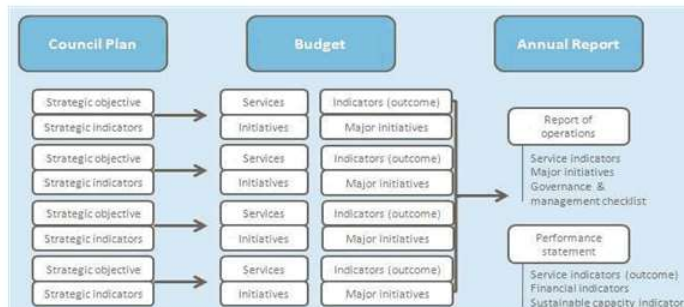 Council Plan
Budget
Annual Report
Strategic objective
Strategic indicators
Services
Initiatives
Indicators (outcome)
Major initiatives
Strategic objective
Strategic indicators
Services
Initiatives
Indicators (outcome)
Major initiatives
Strategic objective
Strategic indicators
Services
Initiatives
Indicators (outcome)
Major initiatives
Strategic objective
Strategic indicators
Services
Initiatives
Indicators (outcome)
Major initiatives
Report of
operations
Service indicators
Major initiatives
Governance &
management checklist
Performance
statement
Service indicators (outcome)
Financial indicators
Sustainable capacity indicator